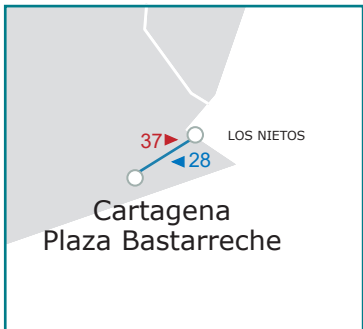 37►
LOS NIETOS
◄28
Cartagena
Plaza Bastarreche